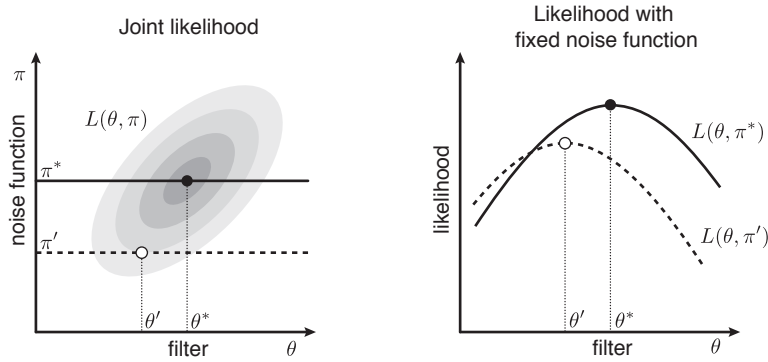 Joint likelihood
π
noise function
L(θ, π)
π*
π′
θ′
θ*
filter
θ
Likelihood with
fixed noise function
likelihood
L(θ, π*)
L(θ, π′)
θ′
θ*
filter
θ